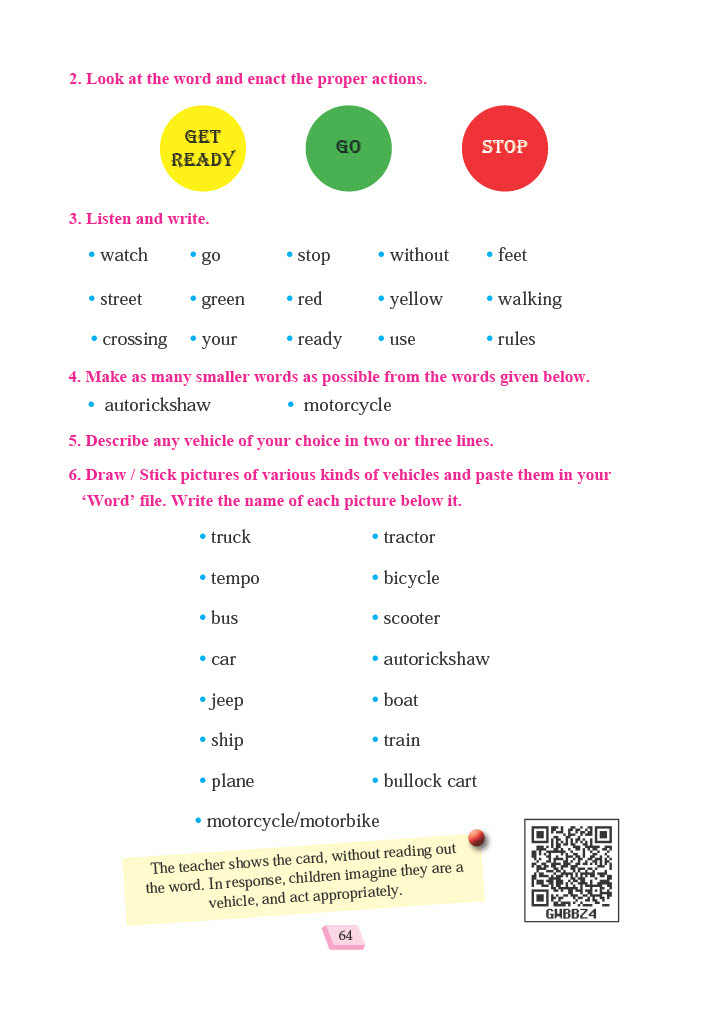 2. Look at the word and enact the proper actions.
GET
READY
GO
STOP
3. Listen and write.
• watch • go • stop • without • feet
• street • green • red • yellow • walking
• crossing • your • ready • use • rules
4. Make as many smaller words as possible from the words given below.
• autorickshaw • motorcycle
5. Describe any vehicle of your choice in two or three lines.
6. Draw / Stick pictures of various kinds of vehicles and paste them in your
‘Word’ file. Write the name of each picture below it.
• truck • tractor
• tempo • bicycle
• bus • scooter
• car • autorickshaw
• jeep • boat
• ship • train
• plane • bullock cart
• motorcycle/motorbike
The teacher shows the card, without reading out
the word. In response, children imagine they are a
vehicle, and act appropriately.
GWBBZ4
64